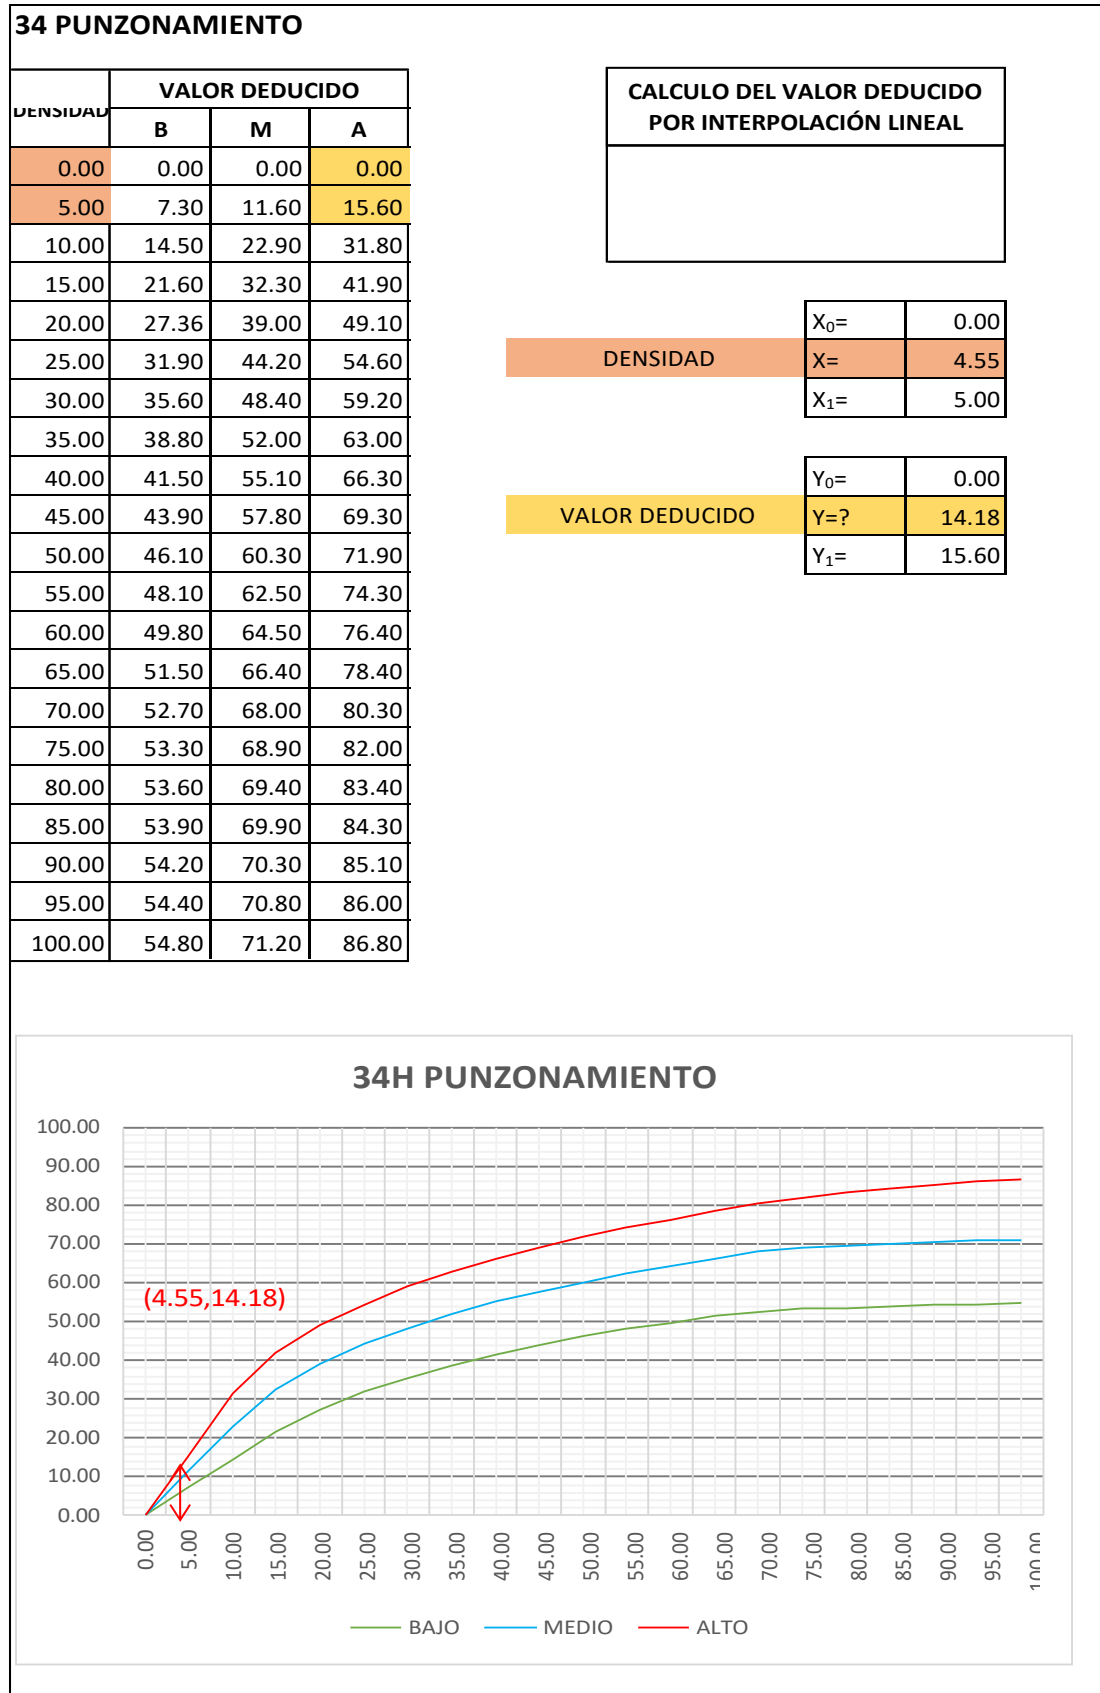 34 PUNZONAMIENTO
DENSIDAD VALOR DEDUCIDO
B M A
0.00 0.00 0.00 0.00
5.00 7.30 11.60 15.60
10.00 14.50 22.90 31.80
15.00 21.60 32.30 41.90
20.00 27.36 39.00 49.10
25.00 31.90 44.20 54.60
30.00 35.60 48.40 59.20
35.00 38.80 52.00 63.00
40.00 41.50 55.10 66.30
45.00 43.90 57.80 69.30
50.00 46.10 60.30 71.90
55.00 48.10 62.50 74.30
60.00 49.80 64.50 76.40
65.00 51.50 66.40 78.40
70.00 52.70 68.00 80.30
75.00 53.30 68.90 82.00
80.00 53.60 69.40 83.40
85.00 53.90 69.90 84.30
90.00 54.20 70.30 85.10
95.00 54.40 70.80 86.00
100.00 54.80 71.20 86.80
CALCULO DEL VALOR DEDUCIDO
POR INTERPOLACIÓN LINEAL
X₀= 0.00
DENSIDAD X= 4.55
X₁= 5.00
Y₀= 0.00
VALOR DEDUCIDO Y=? 14.18
Y₁= 15.60
34H PUNZONAMIENTO
100.00
90.00
80.00
70.00
60.00
50.00
40.00
30.00
20.00
10.00
0.00
(4.55,14.18)
0.00 5.00 10.00 15.00 20.00 25.00 30.00 35.00 40.00 45.00 50.00 55.00 60.00 65.00 70.00 75.00 80.00 85.00 90.00 95.00 100.00
BAJO MEDIO ALTO